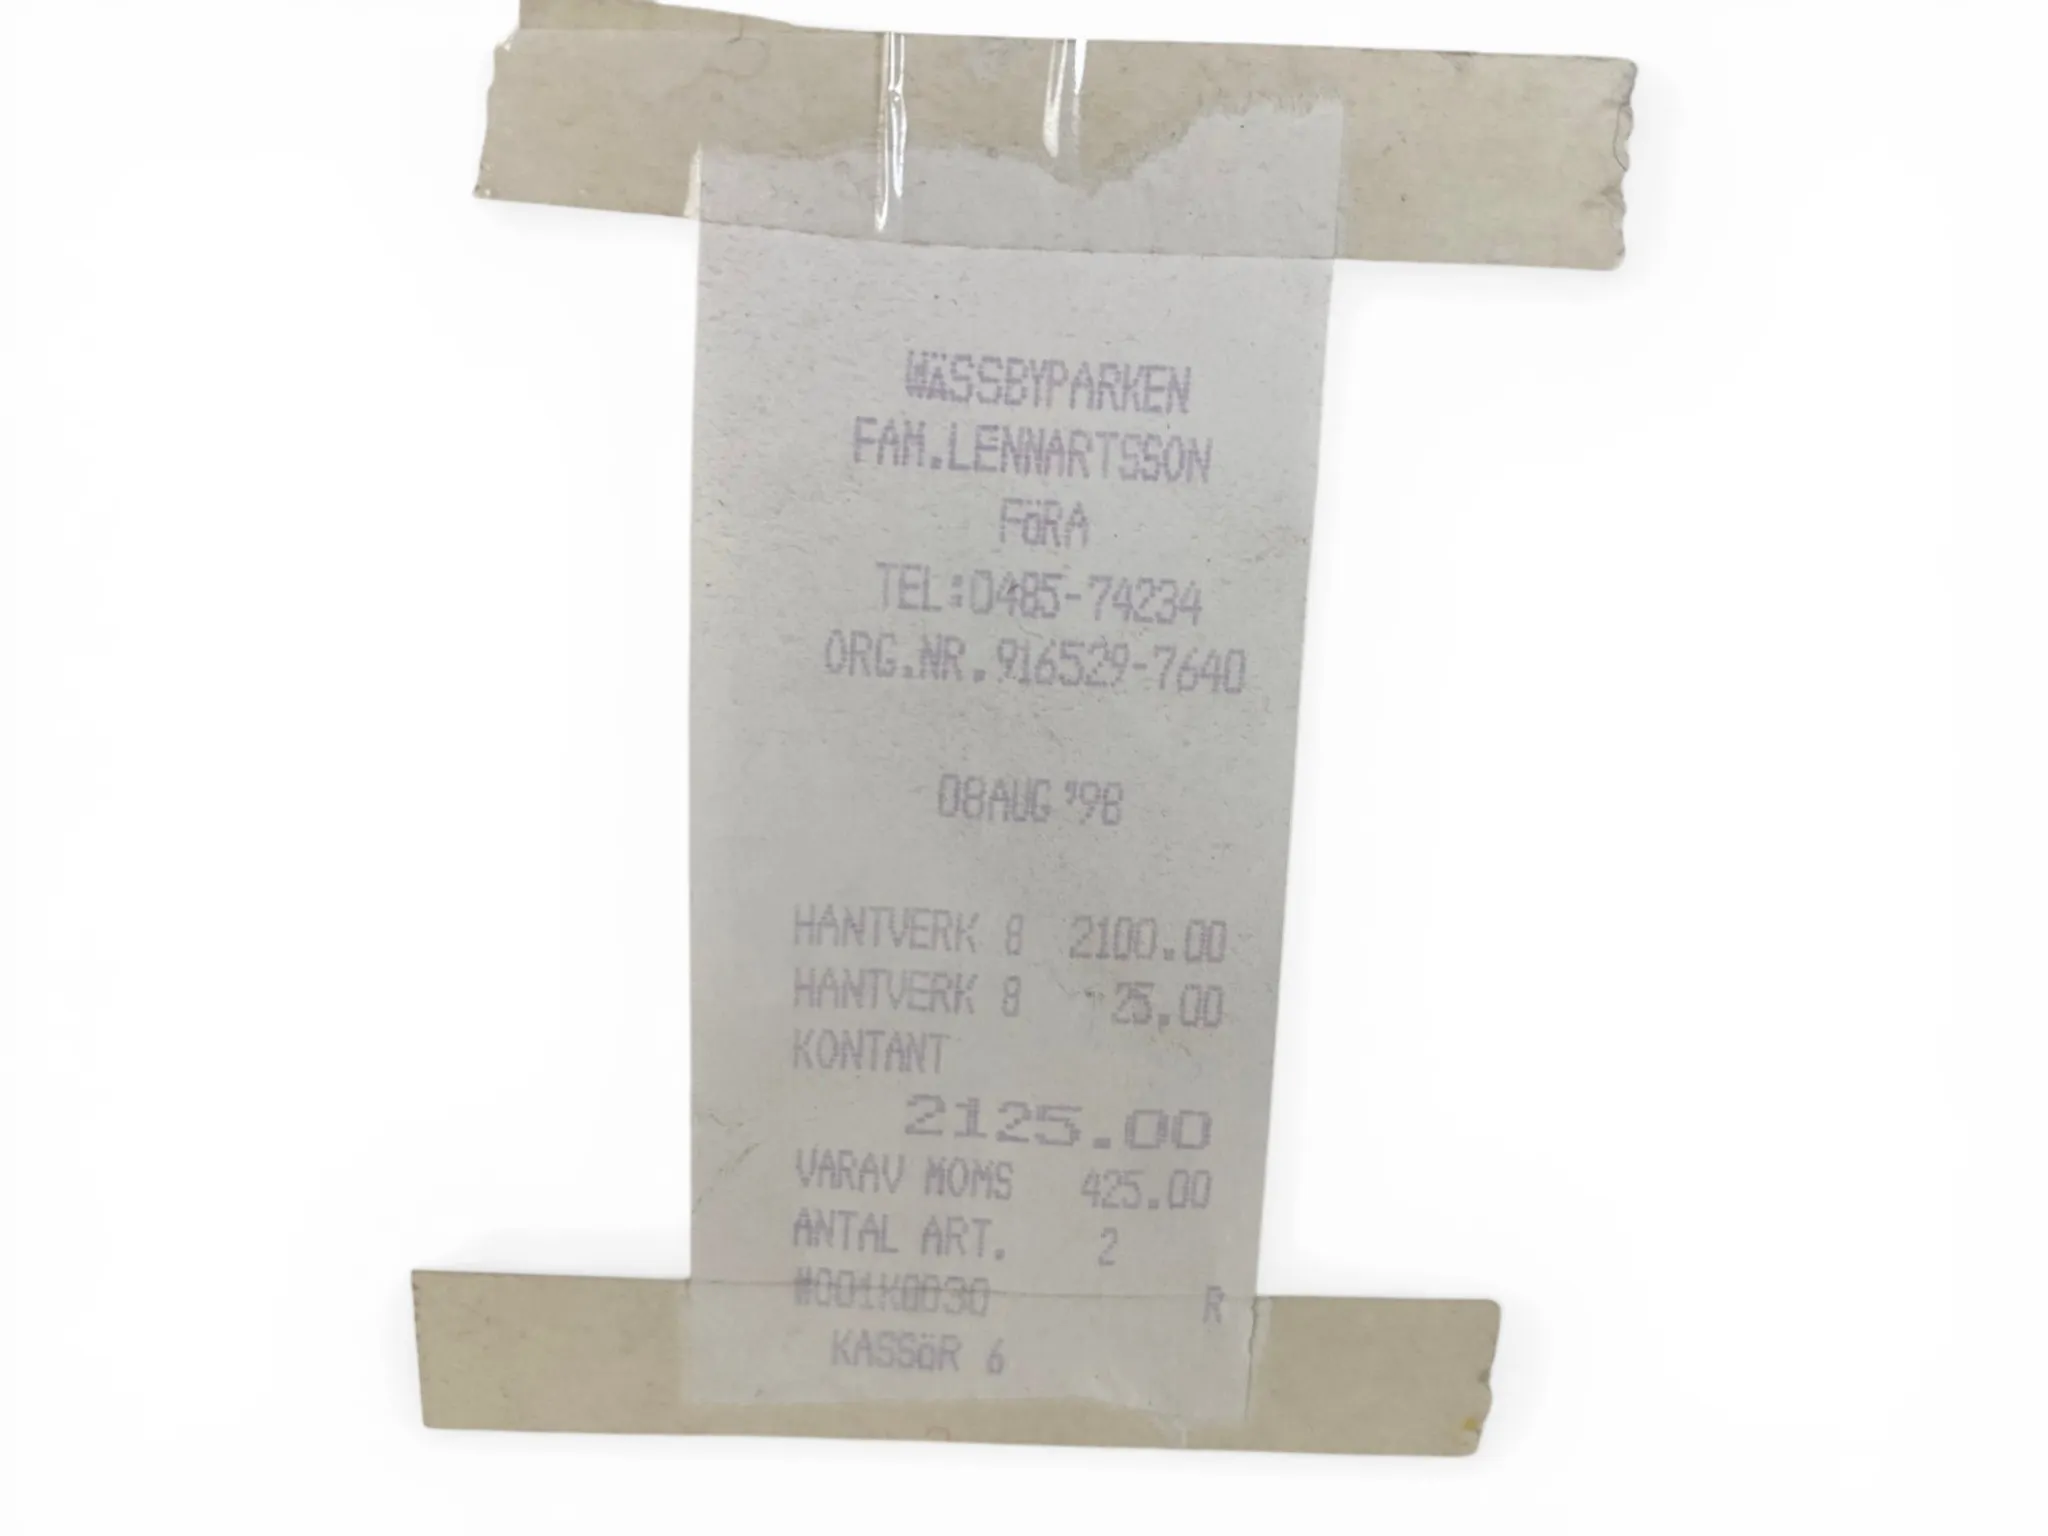 WÄSSBYPARKEN
FAM.LENNARTSSON
FöRA
TEL:0485-74234
ORG.NR.916529-7640
08AUG'98
HANTVERK 8 2100.00
HANTVERK 8 25.00
KONTANT
2125.00
VARAV MOMS 425.00
ANTAL ART. 2
R
KASSöR 6